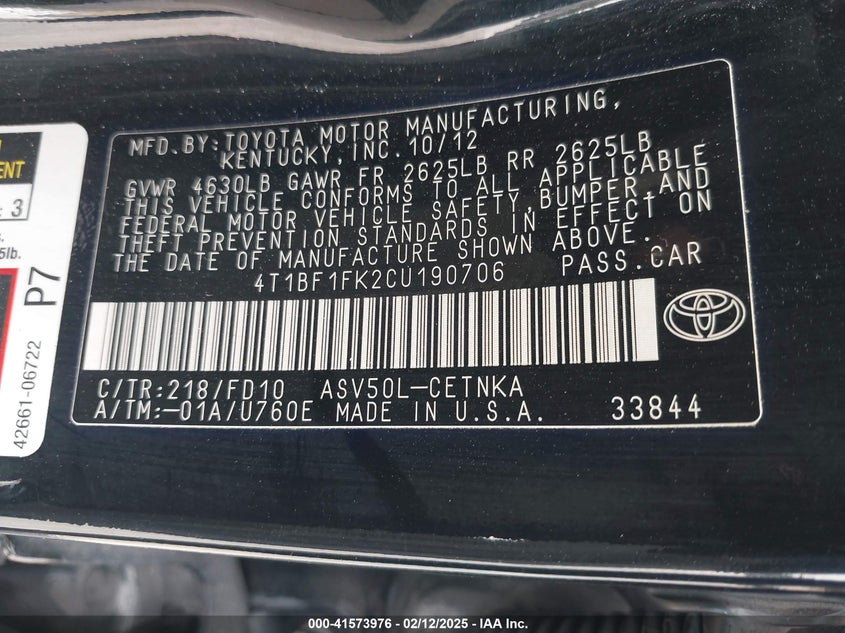 MFD.BY:TOYOTA MOTOR MANUFACTURING,
KENTUCKY,INC.10/12
GVWR 4630LB GAWR FR 2625LB RR 2625LB
THIS VEHICLE CONFORMS TO ALL APPLICABLE
FEDERAL MOTOR VEHICLE SAFETY,BUMPER,AND
THEFT PREVENTION STANDARDS IN EFFECT ON
THE DATE OF MANUFACTURE SHOWN ABOVE.
4T1BF1FK2CU190706 PASS.CAR
C/TR:218/FD10 ASV50L-CETNKA
A/TM:-01A/U760E MADE IN U.S.A. 33844
: 3
5lb.
P7
42661-06722
000-41573976 - 02/12/2025 - IAA Inc.